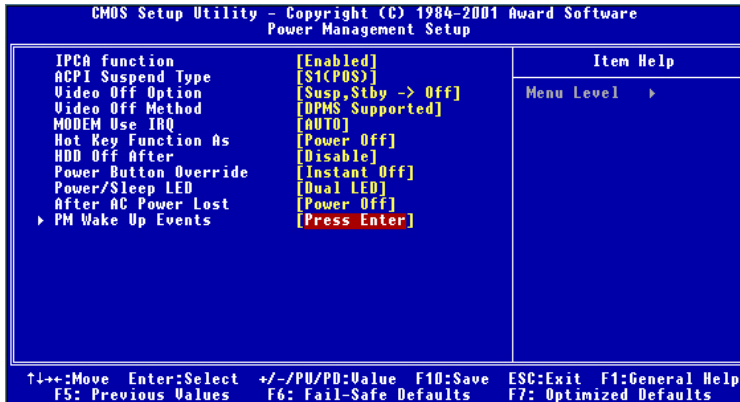 CMOS Setup Utility - Copyright (C) 1984-2001 Award Software
Power Management Setup
IPCA function [Enabled]
ACPI Suspend Type [S1(POS)]
Video Off Option [Susp,Stby -> Off]
Video Off Method [DPMS Supported]
MODEM Use IRQ [AUTO]
Hot Key Function As [Power Off]
HDD Off After [Disable]
Power Button Override [Instant Off]
Power/Sleep LED [Dual LED]
After AC Power Lost [Power Off]
▸ PM Wake Up Events [Press Enter]
Item Help
Menu Level ▸
↑↓→←:Move Enter:Select +/-/PU/PD:Value F10:Save ESC:Exit F1:General Help
F5: Previous Values F6: Fail-Safe Defaults F7: Optimized Defaults